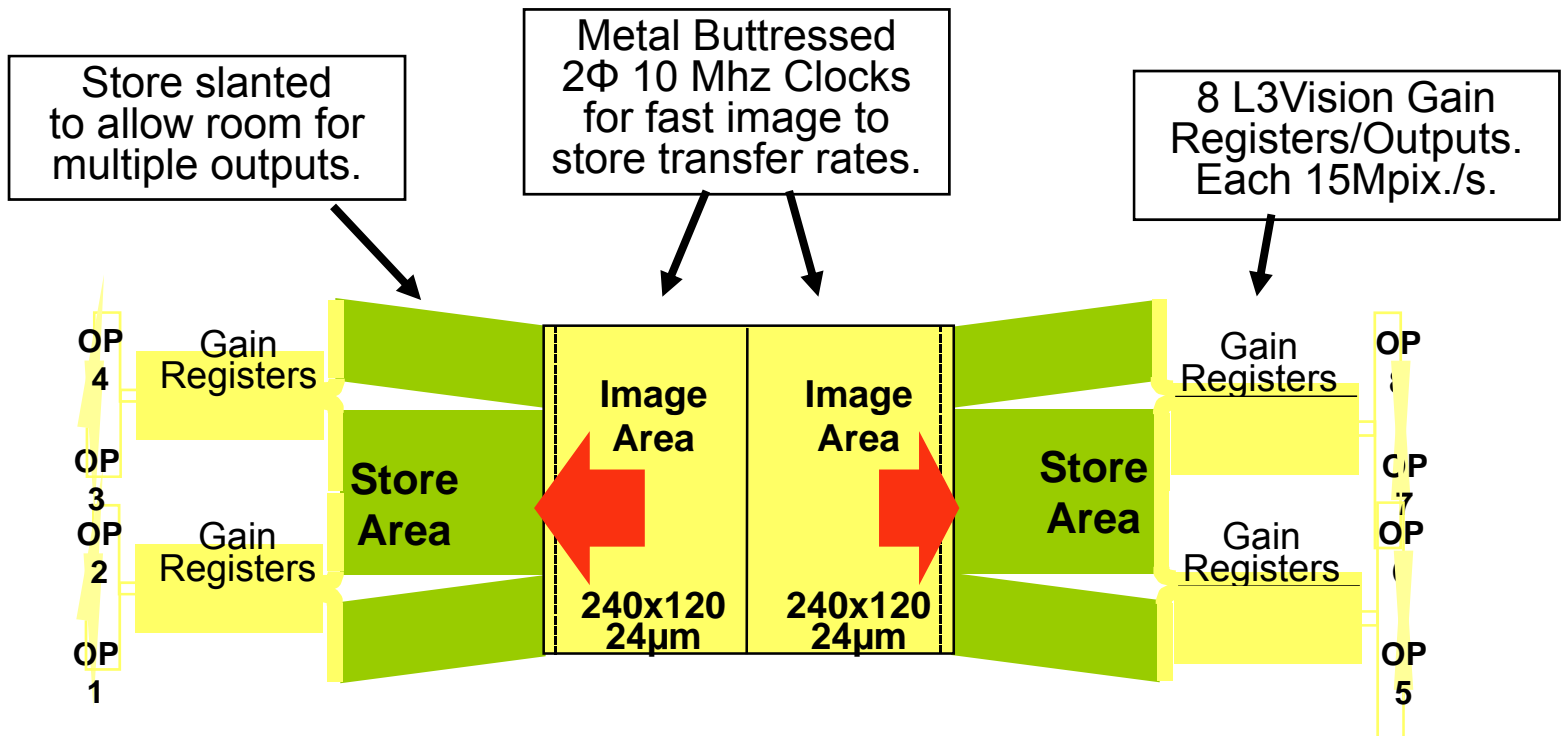 Store slanted
to allow room for
multiple outputs.
Metal Buttressed
2Φ 10 Mhz Clocks
for fast image to
store transfer rates.
8 L3Vision Gain
Registers/Outputs.
Each 15Mpix./s.
OP
4
Gain
Registers
OP
3
OP
2
Gain
Registers
OP
1
Store
Area
Image
Area
240x120
24µm
Image
Area
240x120
24µm
Store
Area
Gain
Registers
OP
OP
7
Gain
Registers
OP
OP
5